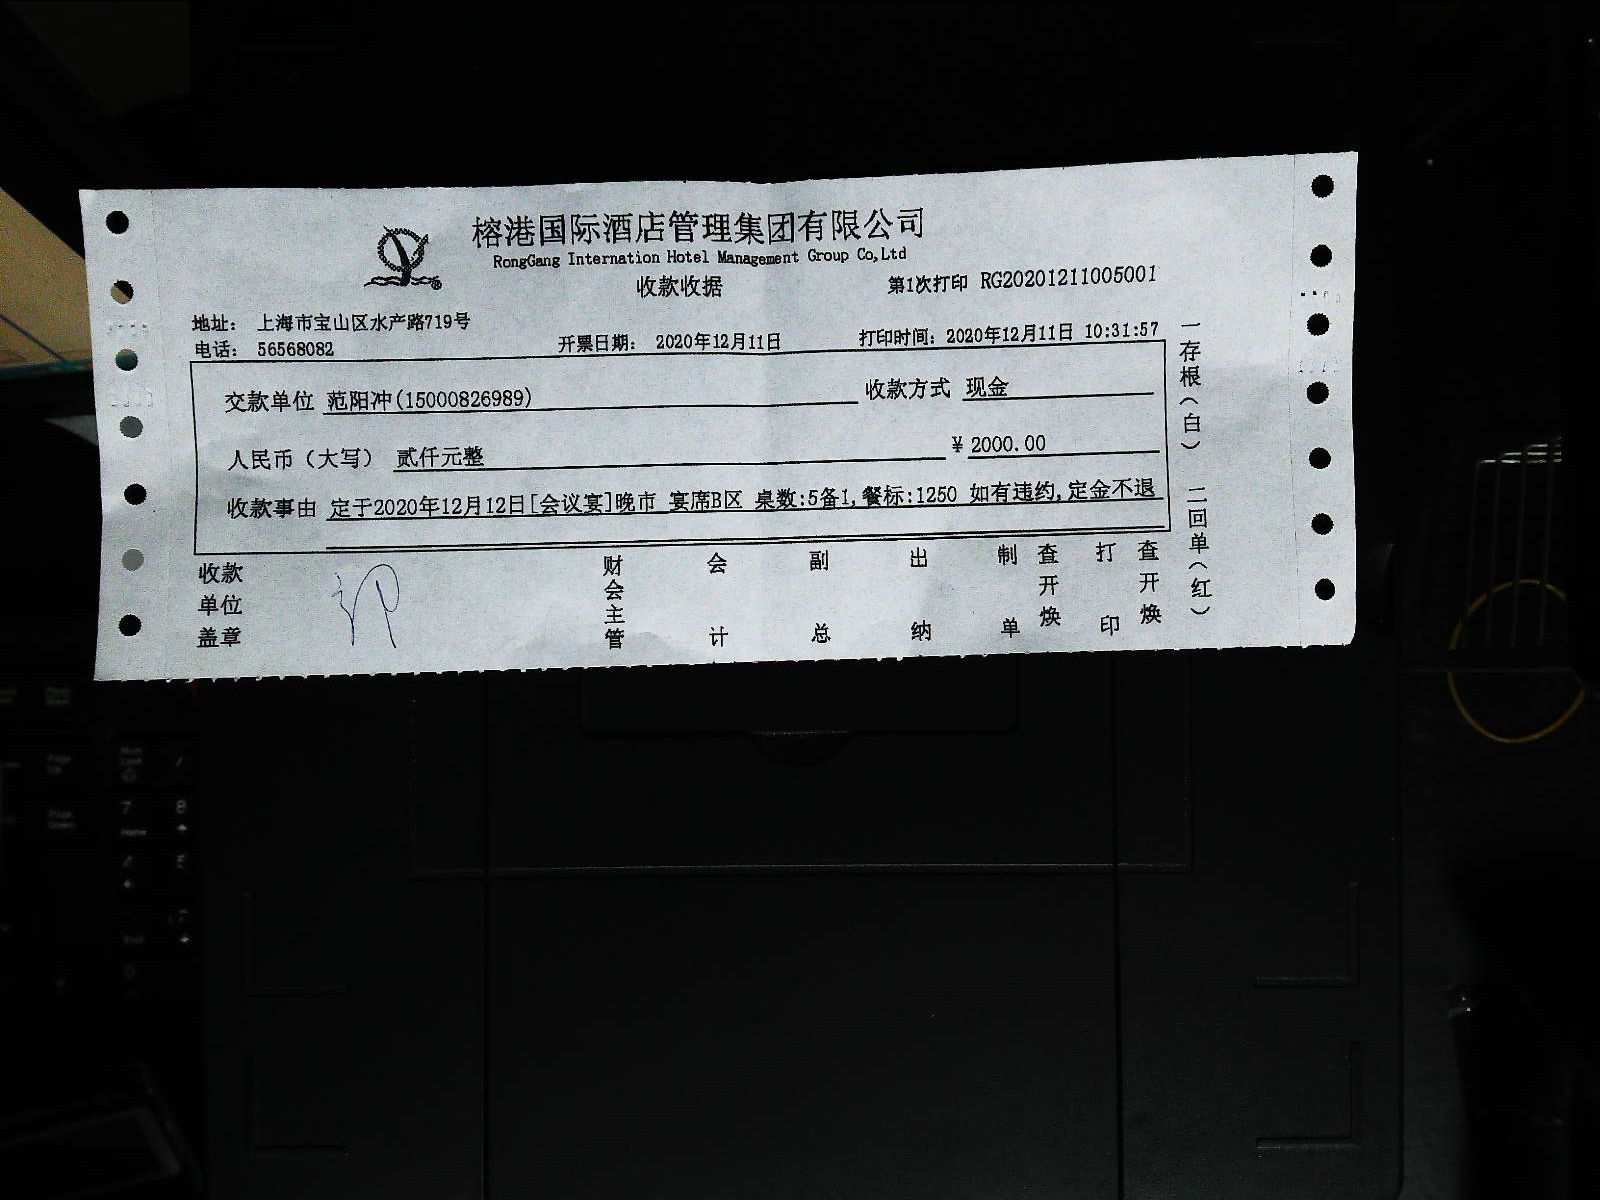 榕港国际酒店管理集团有限公司
RongGang Internation Hotel Management Group Co,Ltd
收款收据
第1次打印 RG20201211005001
地址： 上海市宝山区水产路719号
电话： 56568082
开票日期： 2020年12月11日
打印时间：2020年12月11日 10:31:57
交款单位 范阳冲(15000826989)
收款方式 现金
人民币（大写） 贰仟元整
¥ 2000.00
收款事由 定于2020年12月12日[会议宴]晚市 宴席B区 桌数:5备1,餐标:1250 如有违约,定金不退
收款单位盖章
财会主管
会计
副总
出纳
制单
查开焕
打印
查开焕
一存根（白）
二回单（红）
7
8
Home
End